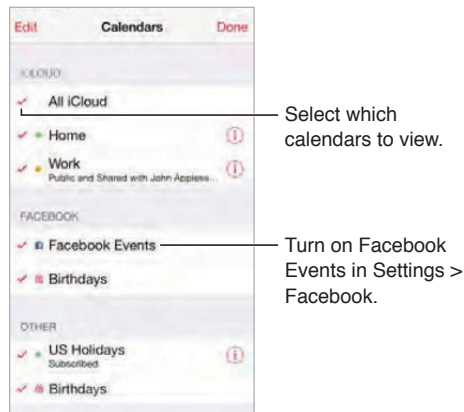 Edit Calendars Done
ICLOUD
All iCloud
Home
Work
Public and Shared with John Applese...
FACEBOOK
Facebook Events
Birthdays
OTHER
US Holidays
Subscribed
Birthdays
Select which
calendars to view.
Turn on Facebook
Events in Settings >
Facebook.